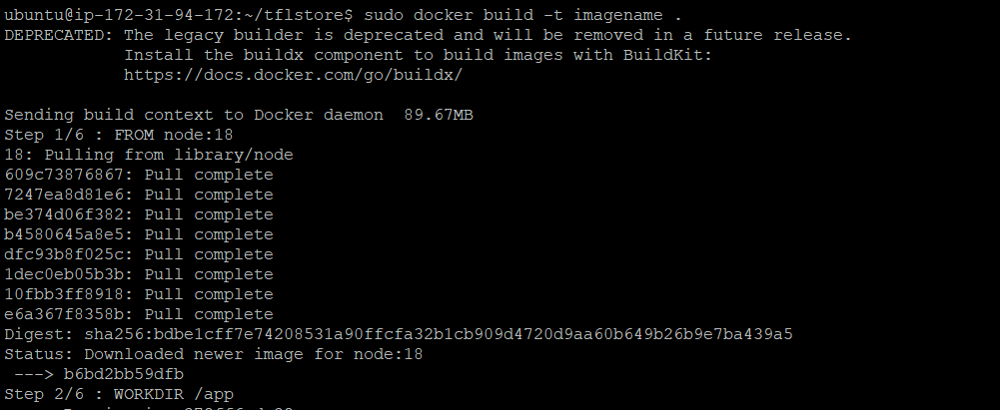 ubuntu@ip-172-31-94-172:~/tflstore$ sudo docker build -t imagename .
DEPRECATED: The legacy builder is deprecated and will be removed in a future release.
            Install the buildx component to build images with BuildKit:
            https://docs.docker.com/go/buildx/

Sending build context to Docker daemon  89.67MB
Step 1/6 : FROM node:18
18: Pulling from library/node
609c73876867: Pull complete
7247ea8d81e6: Pull complete
be374d06f382: Pull complete
b4580645a8e5: Pull complete
dfc93b8f025c: Pull complete
1dec0eb05b3b: Pull complete
10fbb3ff8918: Pull complete
e6a367f8358b: Pull complete
Digest: sha256:bdbe1cff7e74208531a90ffcfa32b1cb909d4720d9aa60b649b26b9e7ba439a5
Status: Downloaded newer image for node:18
 ---> b6bd2bb59dfb
Step 2/6 : WORKDIR /app